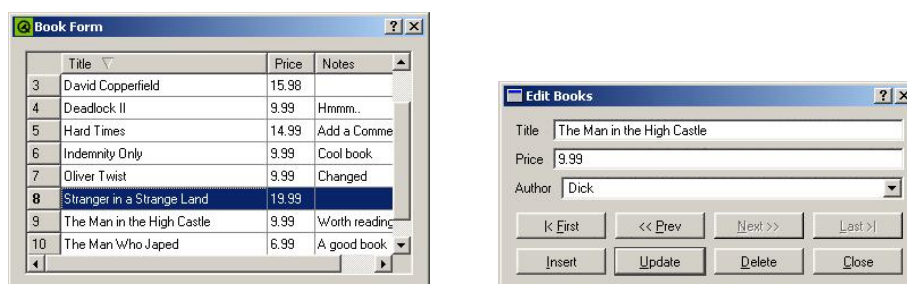 Book Form
Title Price Notes
3 David Copperfield 15.98
4 Deadlock II 9.99 Hmmm..
5 Hard Times 14.99 Add a Comme
6 Indemnity Only 9.99 Cool book
7 Oliver Twist 9.99 Changed
8 Stranger in a Strange Land 19.99
9 The Man in the High Castle 9.99 Worth reading
10 The Man Who Japed 6.99 A good book
Edit Books
Title The Man in the High Castle
Price 9.99
Author Dick
|< First << Prev Next >> Last >|
Insert Update Delete Close